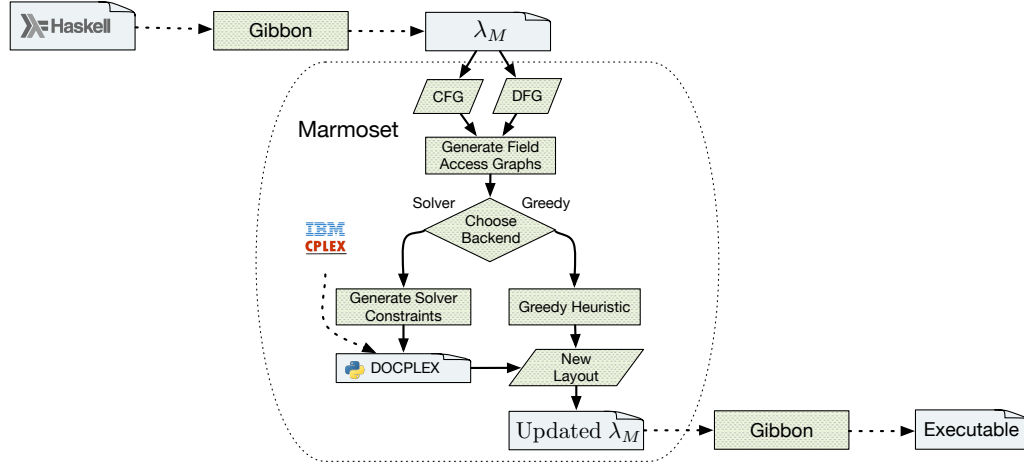 Haskell
Gibbon
λ_M
CFG
DFG
Marmoset
Generate Field
Access Graphs
Solver
Greedy
Choose
Backend
IBM
CPLEX
Generate Solver
Constraints
Greedy Heuristic
DOCPLEX
New
Layout
Updated λ_M
Gibbon
Executable